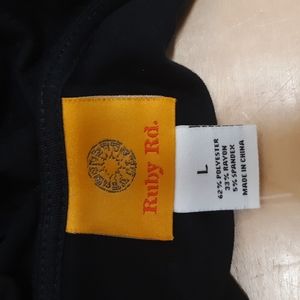 Ruby Rd.
L
62% POLYESTER
33% RAYON
5% SPANDEX
MADE IN CHINA